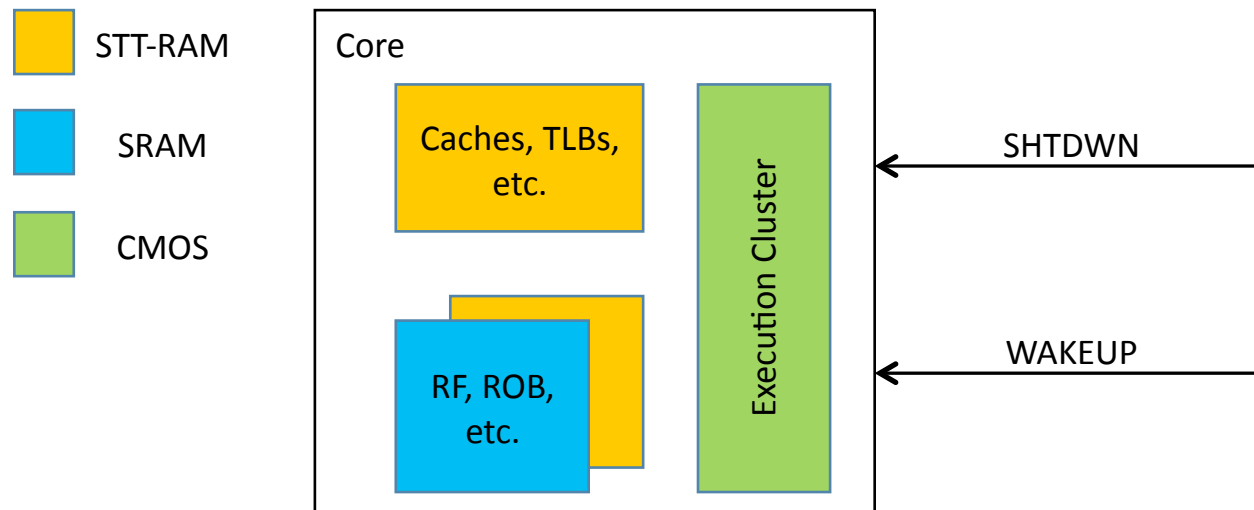 STT-RAM
SRAM
CMOS
Core
Caches, TLBs,
etc.
RF, ROB,
etc.
Execution Cluster
SHTDWN
WAKEUP